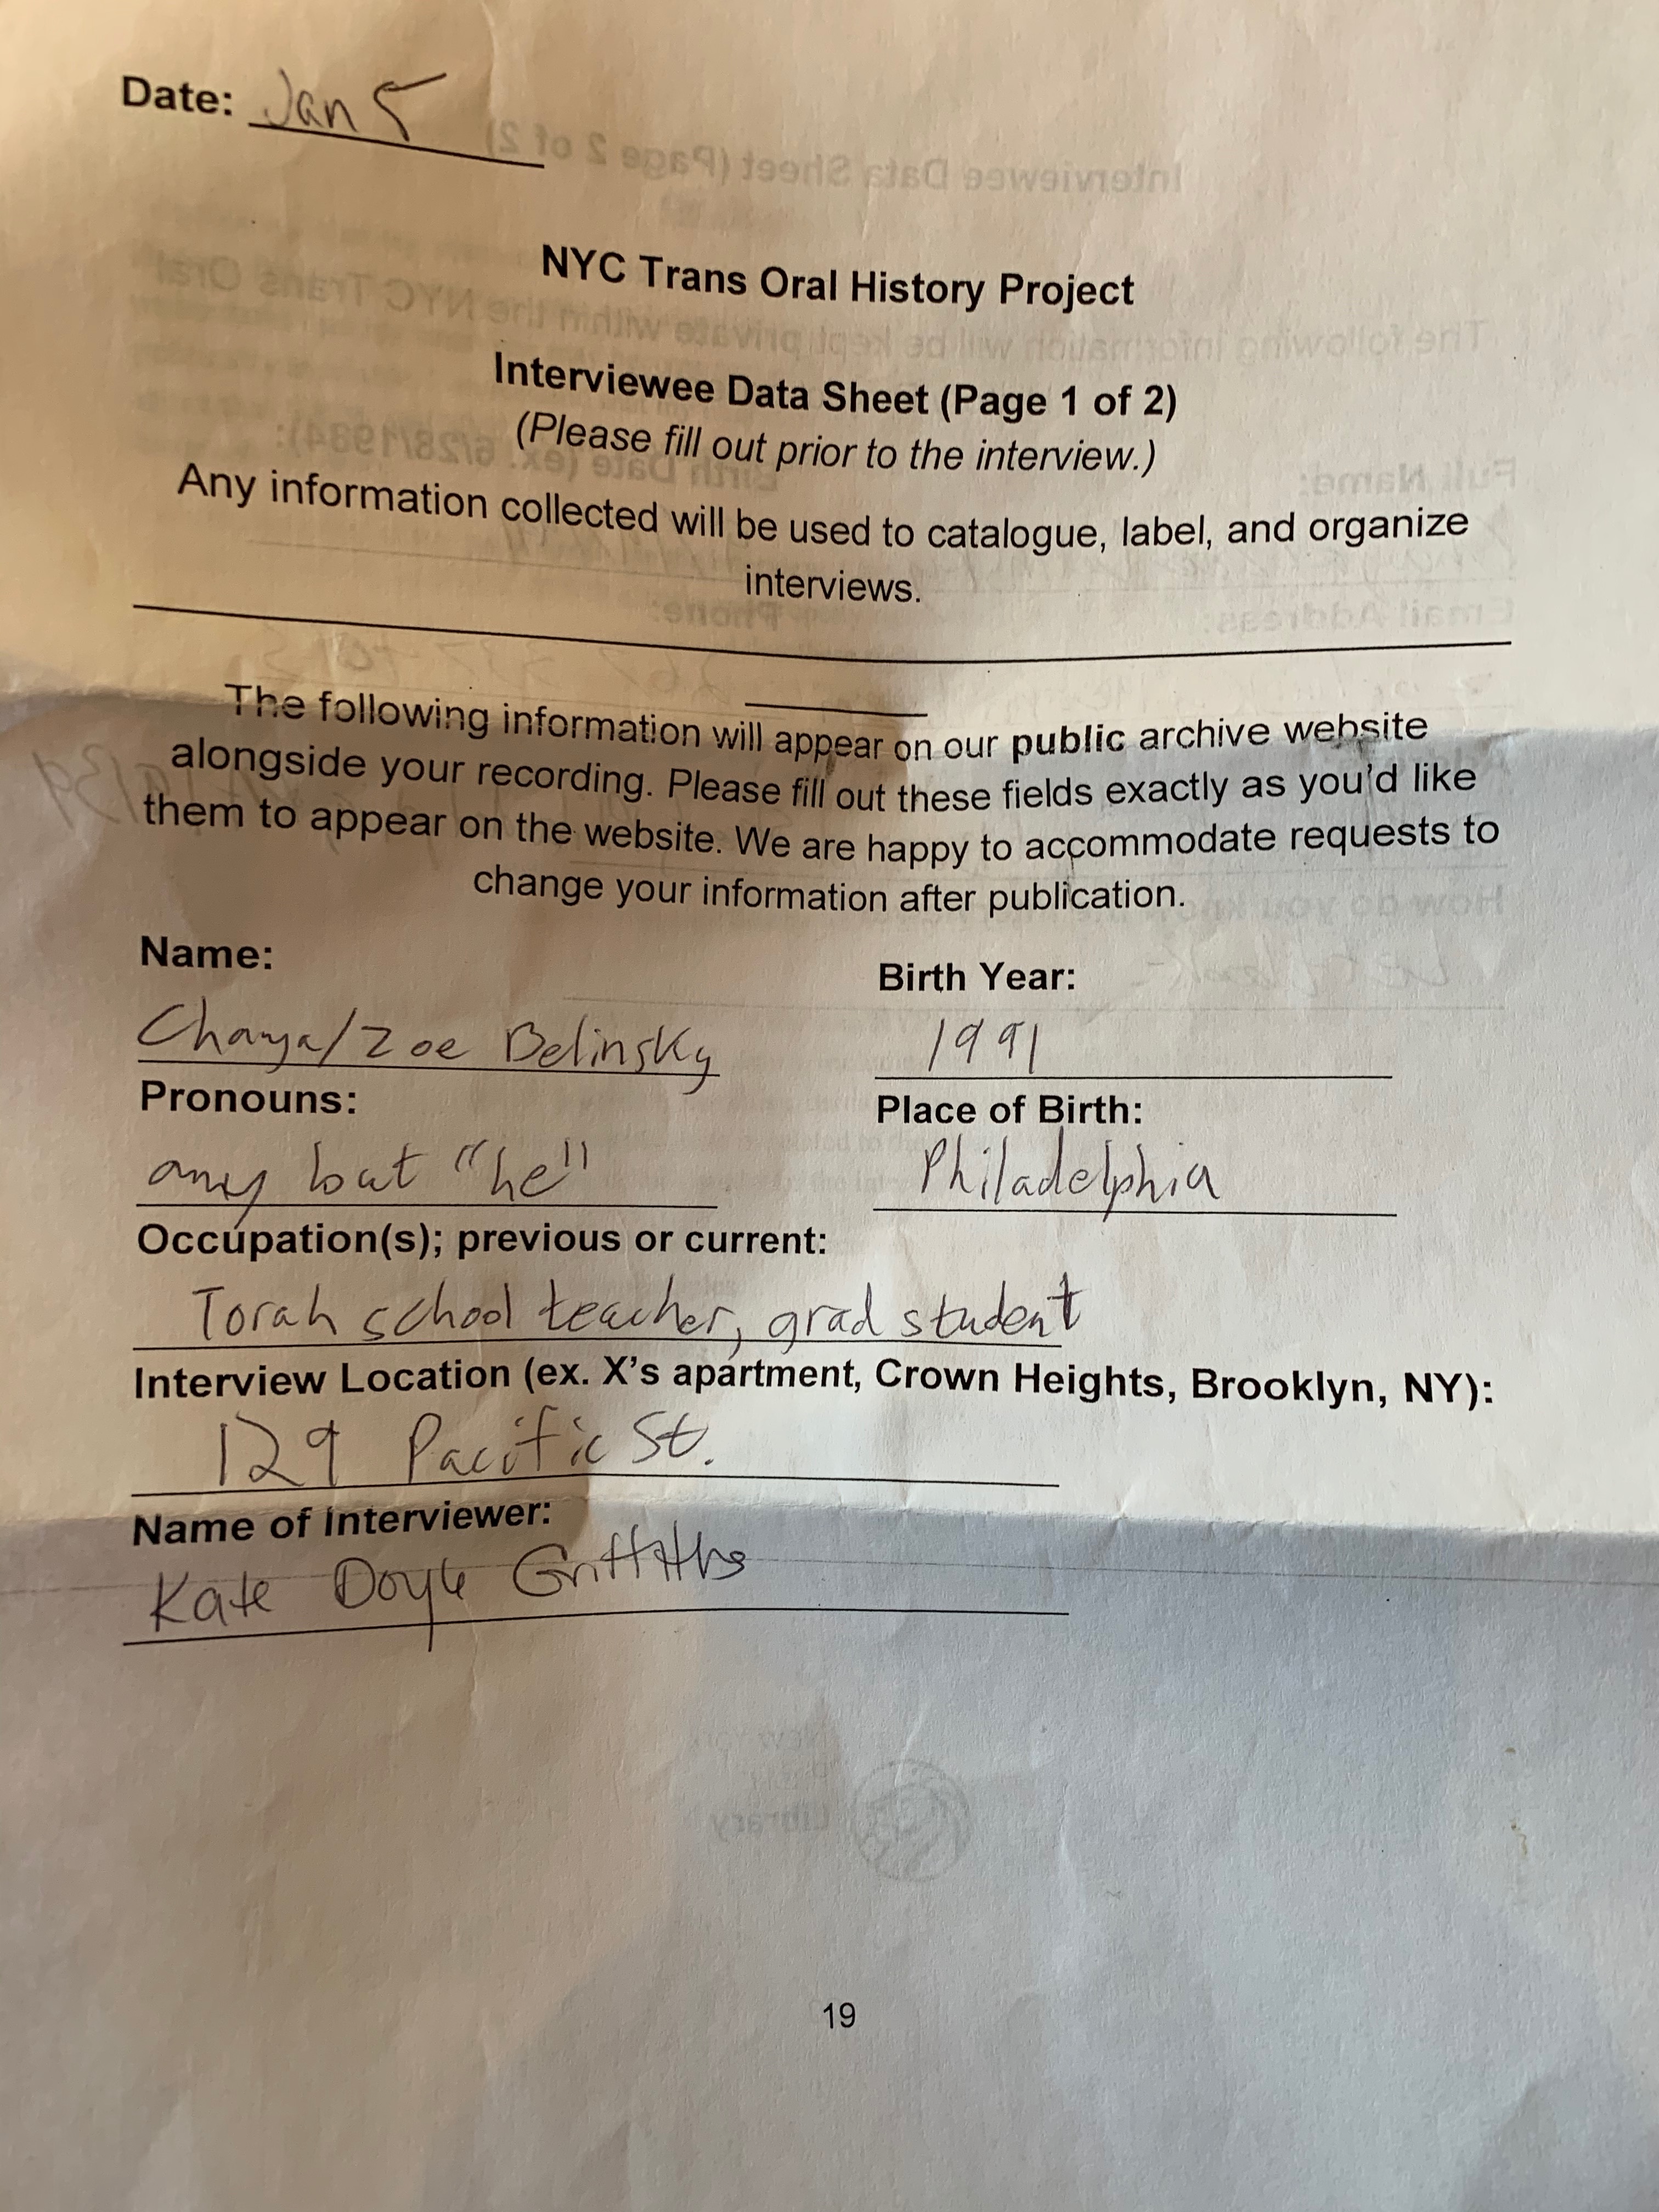 Date: Jan 5
NYC Trans Oral History Project
Interviewee Data Sheet (Page 1 of 2)
(Please fill out prior to the interview.)
Any information collected will be used to catalogue, label, and organize
interviews.
The following information will appear on our public archive website
alongside your recording. Please fill out these fields exactly as you'd like
them to appear on the website. We are happy to accommodate requests to
change your information after publication.
Name: Birth Year:
Chaya/Zoe Belinsky 1991
Pronouns: Place of Birth:
any but "he" Philadelphia
Occupation(s); previous or current:
Torah school teacher, grad student
Interview Location (ex. X's apartment, Crown Heights, Brooklyn, NY):
129 Pacific St.
Name of Interviewer:
Kate Doyle Griffiths
19